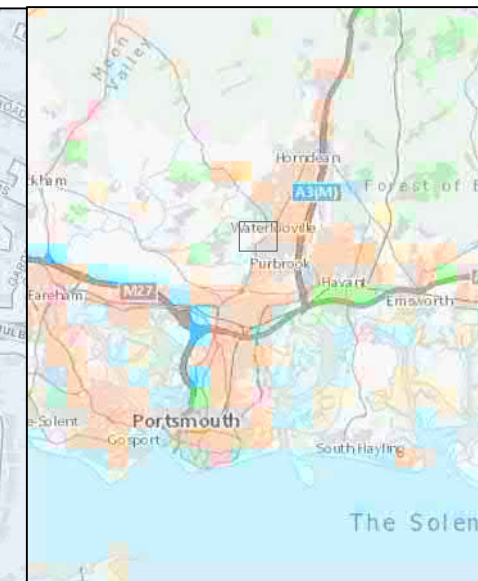 Meon
Valley
Horndean
A3(M)
Forest of
Waterlooville
Purbrook
Havant
Emsworth
M27
Fareham
Portsmouth
Gosport
South Hayling
e-Solent
ckham
The Solen